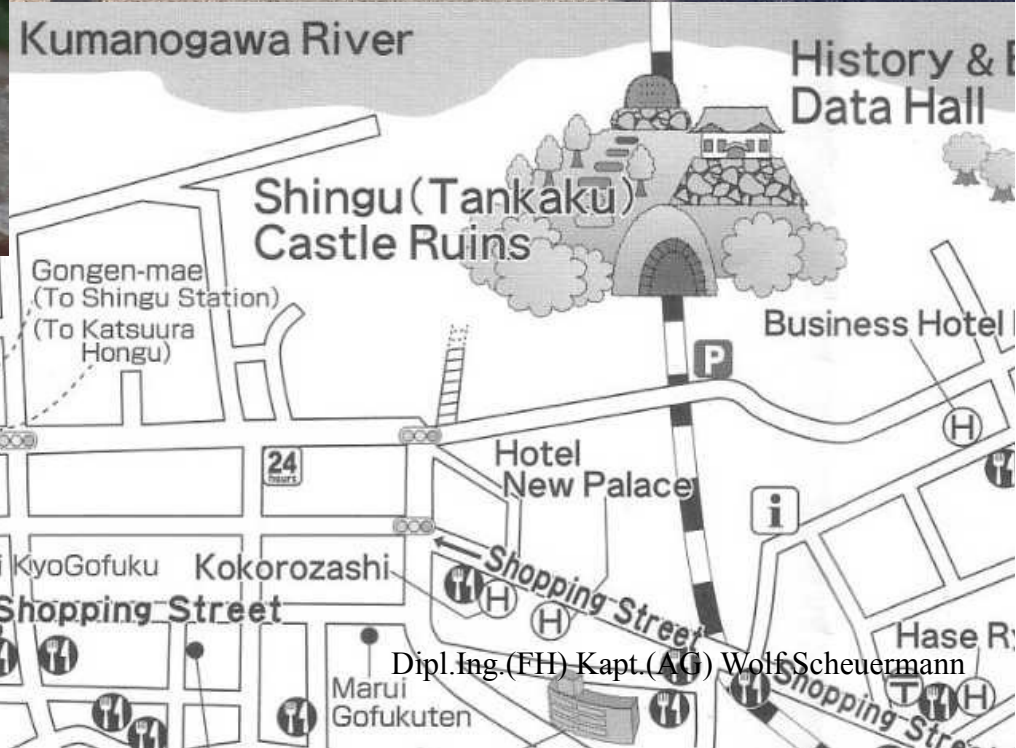 Kumanogawa River
History &
Data Hall
Shingu (Tankaku)
Castle Ruins
Gongen-mae
(To Shingu Station)
(To Katsuura
Hongu)
Business Hotel
P
H
Hotel
New Palace
24
hours
i
KyoGofuku
Kokorozashi
Shopping Street
Shopping Street
H
H
Hase
Dipl.Ing.(FH) Kapt.(AG) Wolf Scheuermann
Marui
Gofukuten
Shopping
〒
H